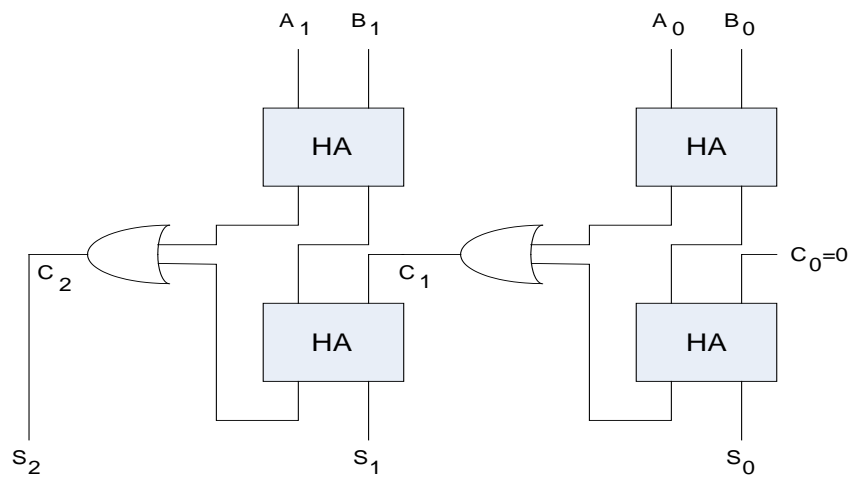 A₁ B₁ A₀ B₀
HA HA
C₂ C₁ C₀=0
HA HA
S₂ S₁ S₀